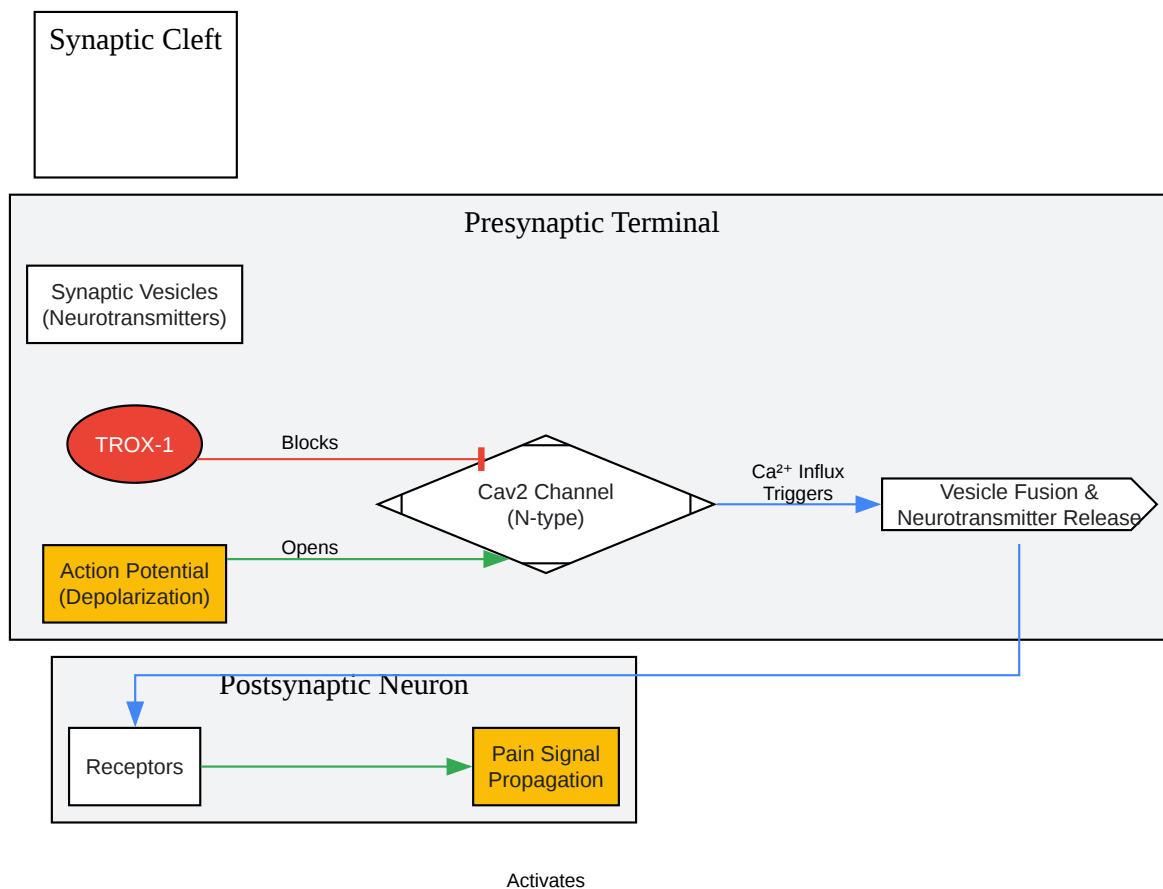 Synaptic Cleft
Presynaptic Terminal
Synaptic Vesicles
(Neurotransmitters)
TROX-1
Blocks
Cav2 Channel
(N-type)
Ca²⁺ Influx
Triggers
Vesicle Fusion &
Neurotransmitter Release
Opens
Action Potential
(Depolarization)
Postsynaptic Neuron
Receptors
Pain Signal
Propagation
Activates